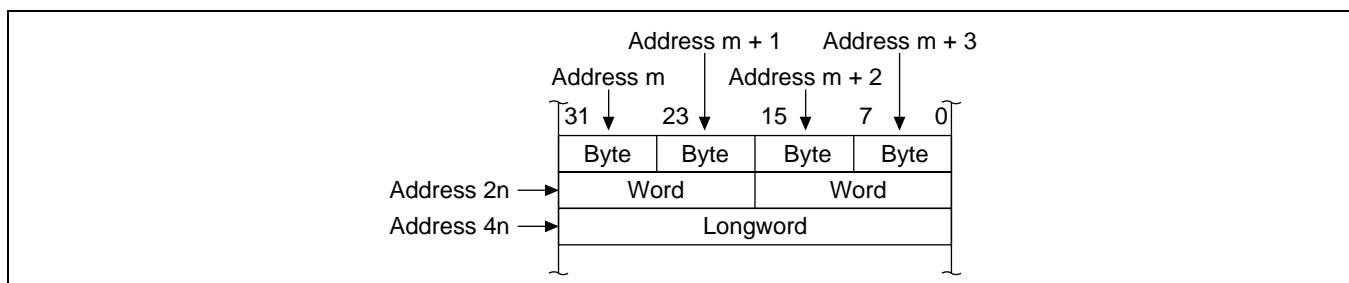 Address m + 1 Address m + 3
Address m Address m + 2
31 23 15 7 0
Byte Byte Byte Byte
Address 2n Word Word
Address 4n Longword